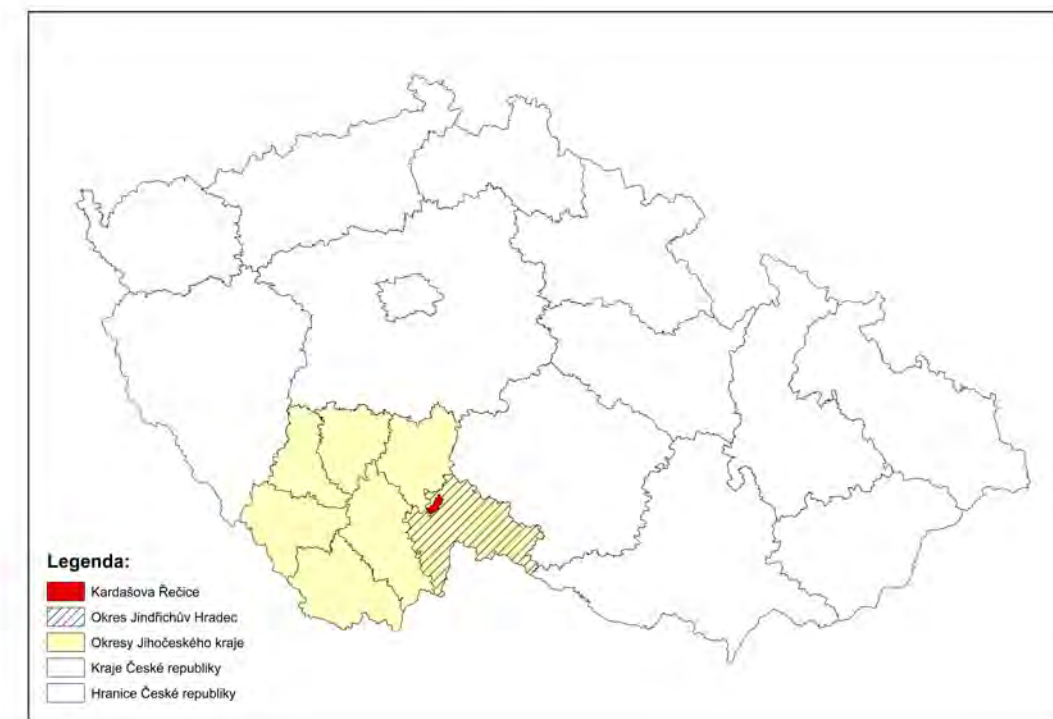 Legenda:
Kardašova Řečice
Okres Jindřichův Hradec
Okresy Jihočeského kraje
Kraje České republiky
Hranice České republiky